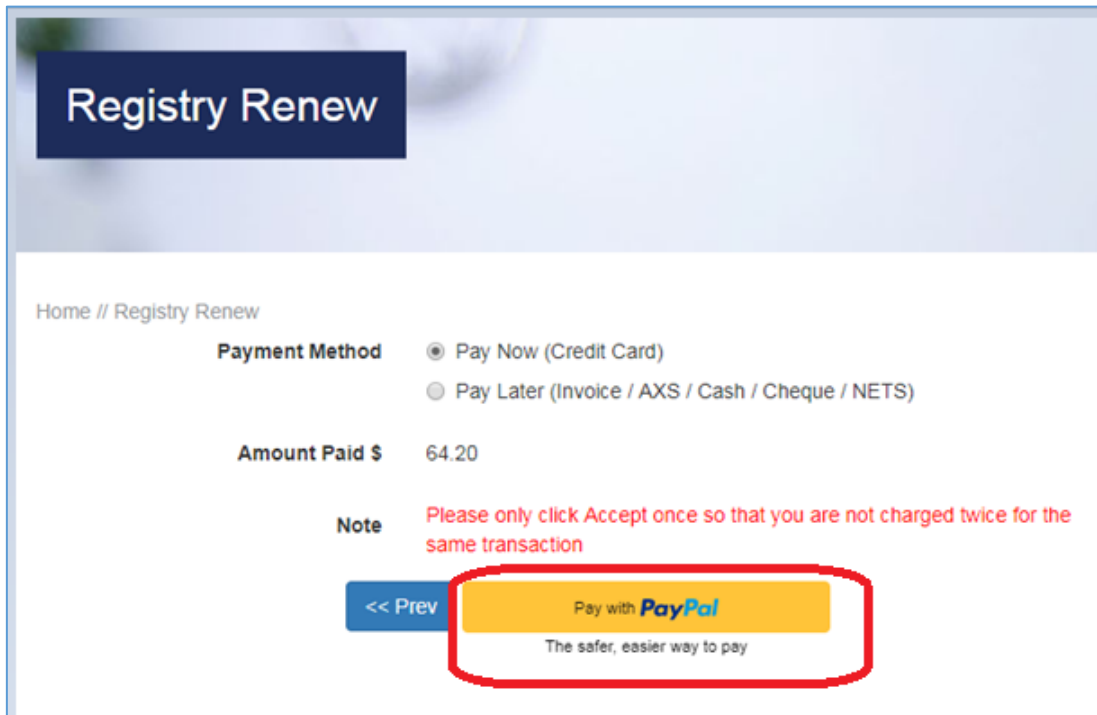 Registry Renew
Home // Registry Renew
Payment Method
Pay Now (Credit Card)
Pay Later (Invoice / AXS / Cash / Cheque / NETS)
Amount Paid $ 64.20
Note
Please only click Accept once so that you are not charged twice for the
same transaction
<< Prev
Pay with PayPal
The safer, easier way to pay